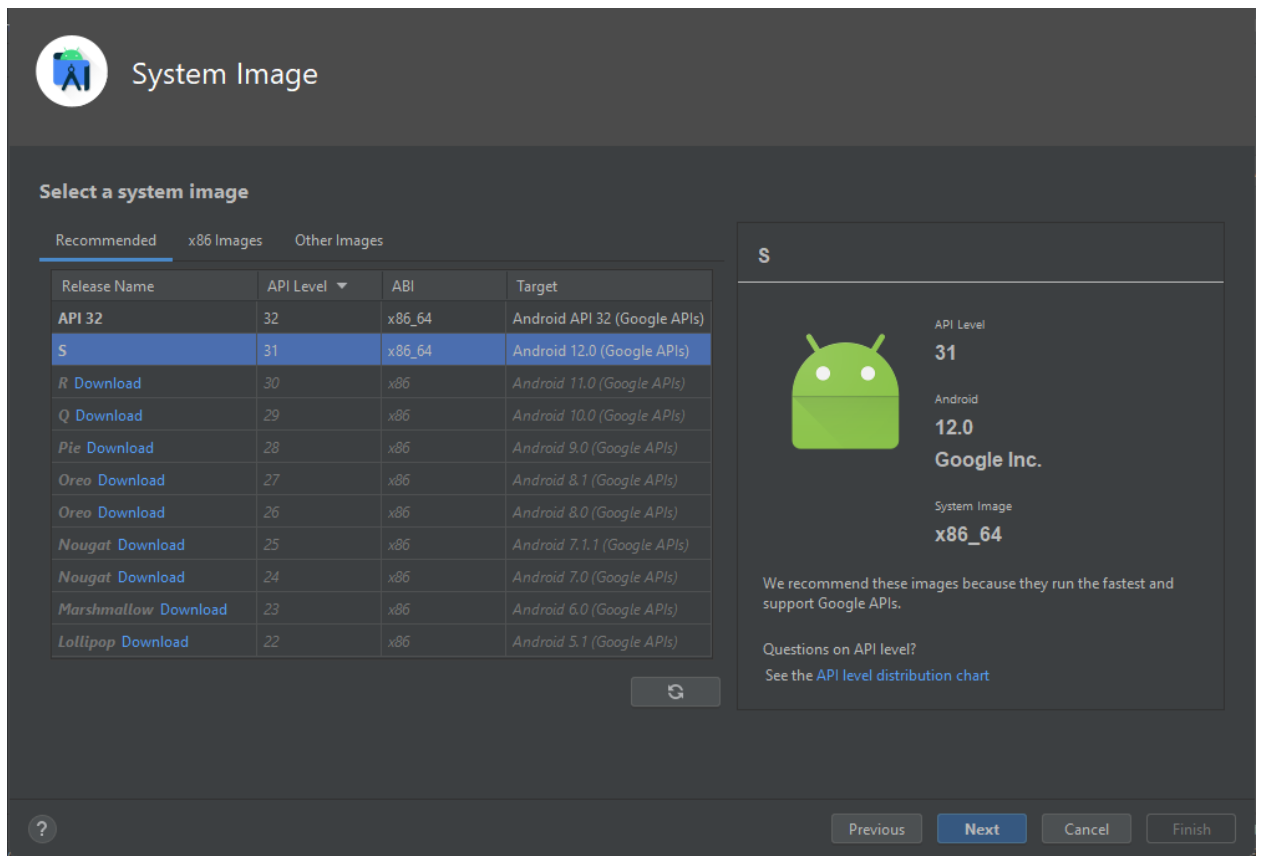 System Image
Select a system image
Recommended x86 Images Other Images
Release Name API Level ABI Target
API 32 32 x86_64 Android API 32 (Google APIs)
S 31 x86_64 Android 12.0 (Google APIs)
R Download 30 x86 Android 11.0 (Google APIs)
Q Download 29 x86 Android 10.0 (Google APIs)
Pie Download 28 x86 Android 9.0 (Google APIs)
Oreo Download 27 x86 Android 8.1 (Google APIs)
Oreo Download 26 x86 Android 8.0 (Google APIs)
Nougat Download 25 x86 Android 7.1.1 (Google APIs)
Nougat Download 24 x86 Android 7.0 (Google APIs)
Marshmallow Download 23 x86 Android 6.0 (Google APIs)
Lollipop Download 22 x86 Android 5.1 (Google APIs)
S
API Level
31
Android
12.0
Google Inc.
System Image
x86_64
We recommend these images because they run the fastest and
support Google APIs.
Questions on API level?
See the API level distribution chart
? Previous Next Cancel Finish